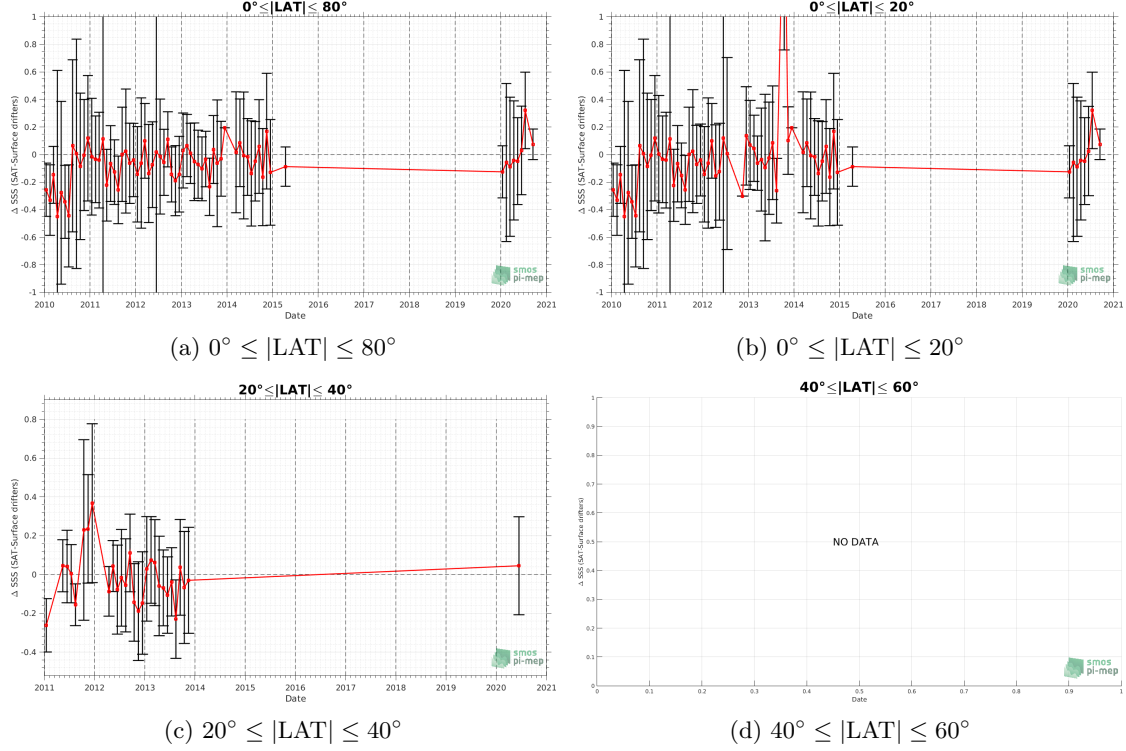 0°≤|LAT|≤ 80°
Δ SSS (SAT-Surface drifters)
1
0.8
0.6
0.4
0.2
0
-0.2
-0.4
-0.6
-0.8
-1
2010 2011 2012 2013 2014 2015 2016 2017 2018 2019 2020 2021
Date
smos
pi-mep
(a) 0° ≤ |LAT| ≤ 80°
0°≤|LAT|≤ 20°
Δ SSS (SAT-Surface drifters)
1
0.8
0.6
0.4
0.2
0
-0.2
-0.4
-0.6
-0.8
-1
2010 2011 2012 2013 2014 2015 2016 2017 2018 2019 2020 2021
Date
smos
pi-mep
(b) 0° ≤ |LAT| ≤ 20°
20°≤|LAT|≤ 40°
Δ SSS (SAT-Surface drifters)
0.8
0.6
0.4
0.2
0
-0.2
-0.4
2011 2012 2013 2014 2015 2016 2017 2018 2019 2020 2021
Date
smos
pi-mep
(c) 20° ≤ |LAT| ≤ 40°
40°≤|LAT|≤ 60°
Δ SSS (SAT-Surface drifters)
1
0.9
0.8
0.7
0.6
0.5
0.4
0.3
0.2
0.1
0
NO DATA
0 0.1 0.2 0.3 0.4 0.5 0.6 0.7 0.8 0.9 1
Date
smos
pi-mep
(d) 40° ≤ |LAT| ≤ 60°